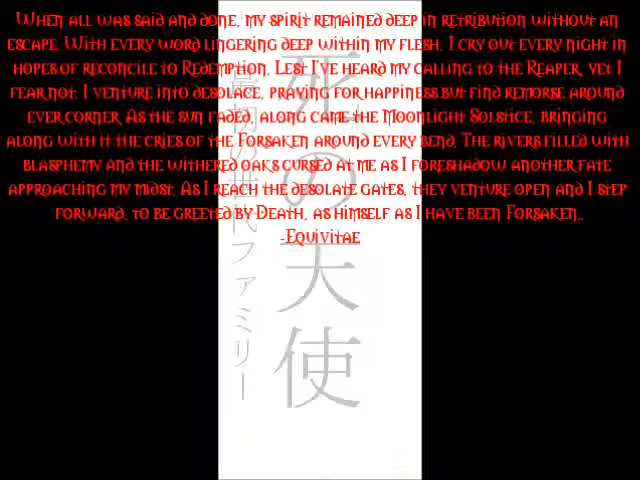 When all was said and done, my spirit remained deep in retribution without an
escape. With every word lingering deep within my flesh, I cry out every night in
hopes of reconcile to Redemption, Lest I've heard my calling to the Reaper, yet I
fear not. I venture into desolace, praying for happiness but find remorse around
ever corner. As the sun faded, along came the Moonlight Solstice, bringing
along with it the cries of the Forsaken around every bend. The rivers filled with
blasphemy and the withered oaks cursed at me as I foreshadow another fate
approaching my midst. As I reach the desolate gates, they venture open and I step
forward, to be greeted by Death, as himself as I have been Forsaken..
-Equivitae
死の天使
世代ファミリー